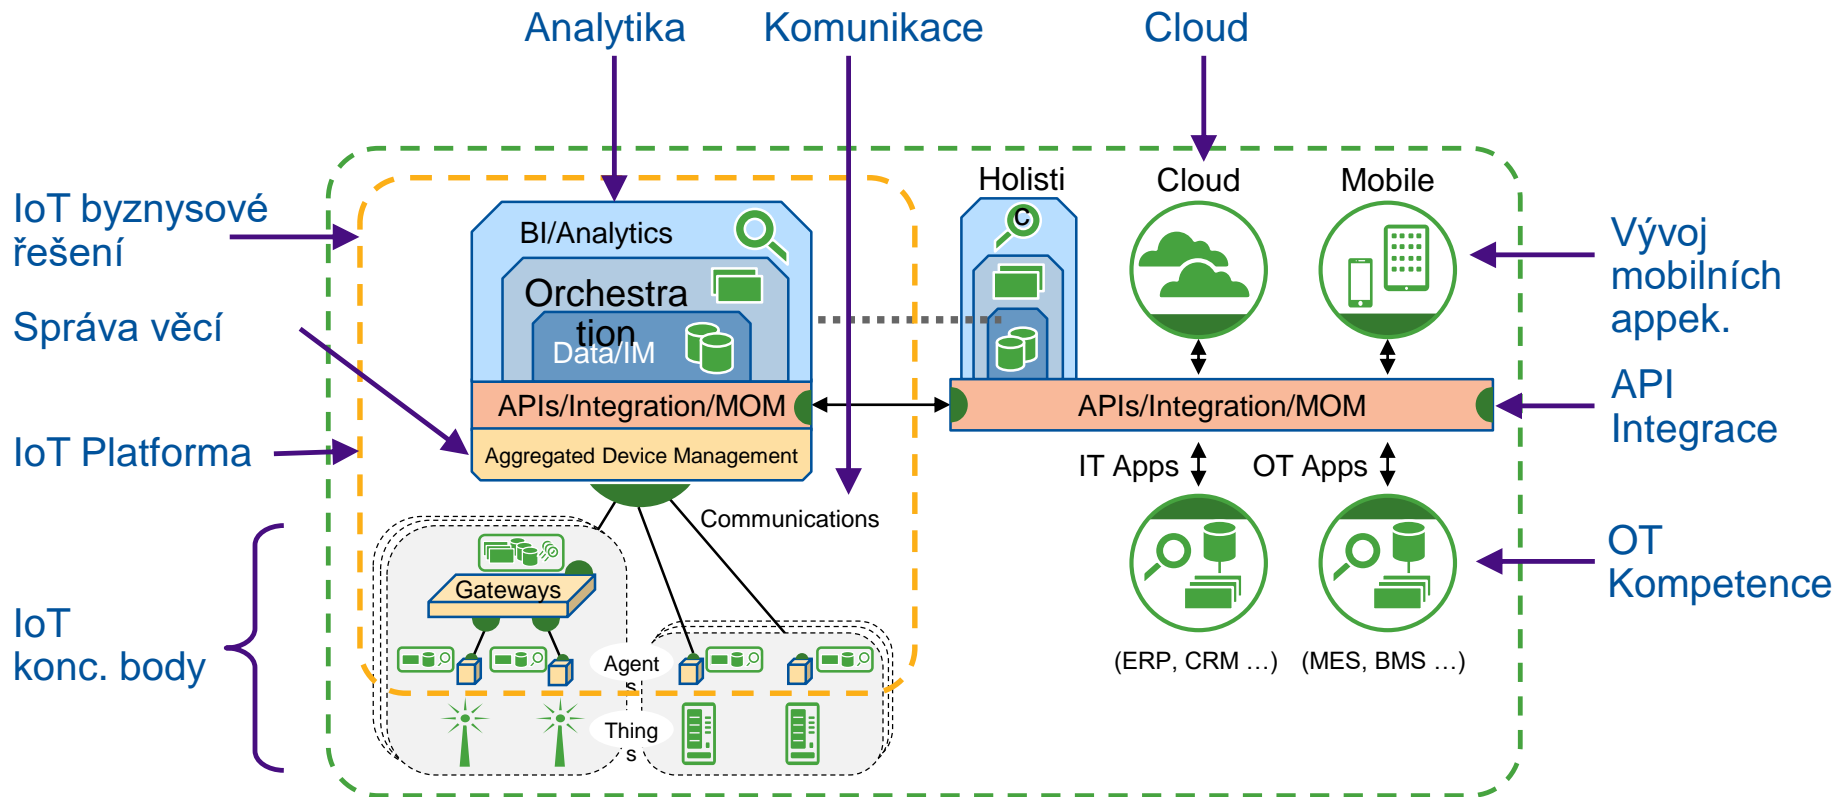 Analytika
Komunikace
Cloud
IoT byznysové
řešení
Správa věcí
IoT Platforma
IoT
konc. body
BI/Analytics
Orchestra
tion
Data/IM
APIs/Integration/MOM
Aggregated Device Management
Communications
Gateways
Agent
s
Thing
s
Holisti
c
Cloud
Mobile
APIs/Integration/MOM
IT Apps
OT Apps
(ERP, CRM …)
(MES, BMS …)
Vývoj
mobilních
appek.
API
Integrace
OT
Kompetence